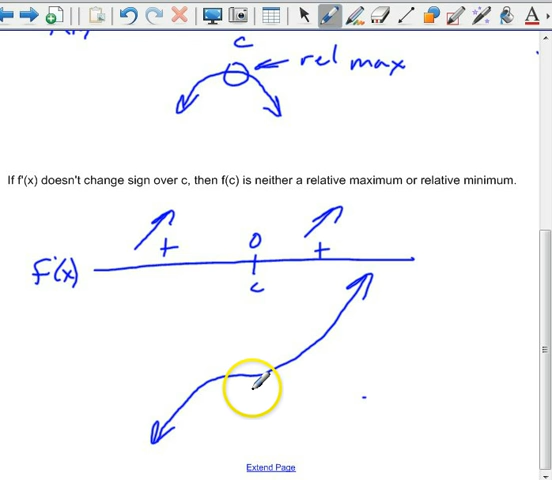 c
rel max
If f'(x) doesn't change sign over c, then f(c) is neither a relative maximum or relative minimum.
+ 0 +
f'(x)
c
Extend Page